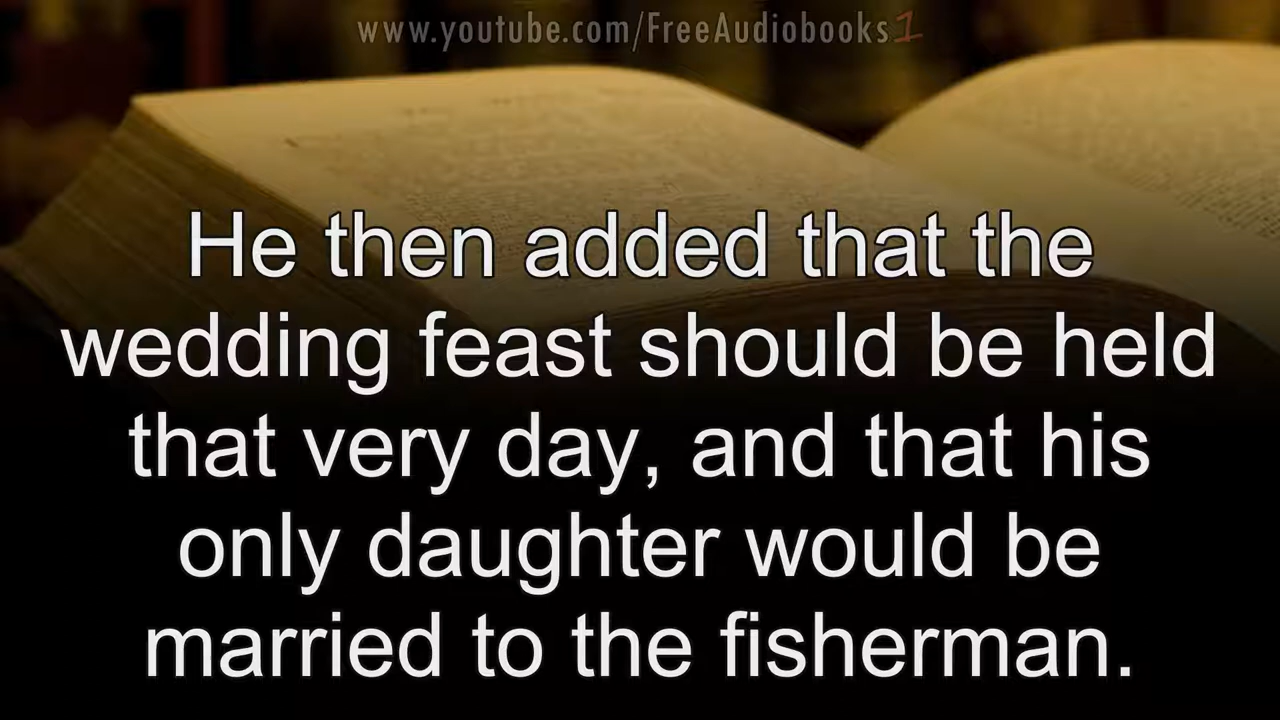 www.youtube.com/FreeAudiobooks1
He then added that the
wedding feast should be held
that very day, and that his
only daughter would be
married to the fisherman.